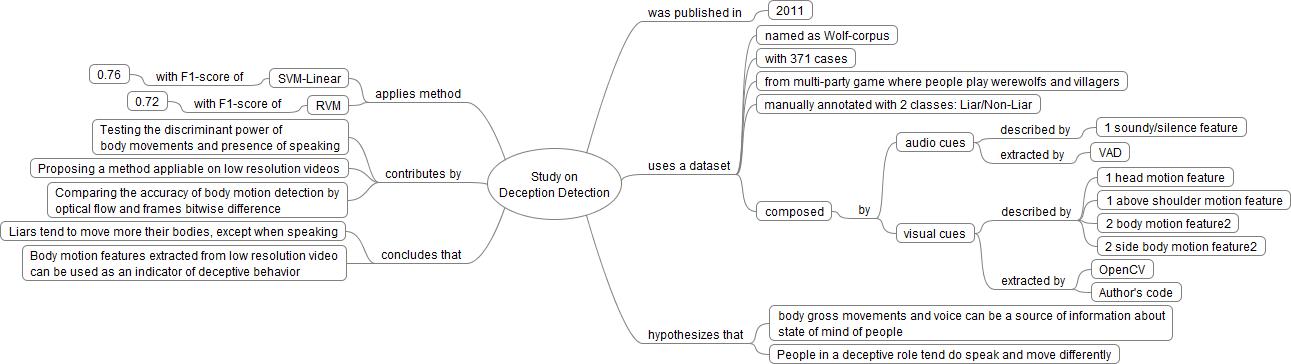 Study on
Deception Detection
was published in
2011
uses a dataset
named as Wolf-corpus
with 371 cases
from multi-party game where people play werewolfs and villagers
manually annotated with 2 classes: Liar/Non-Liar
composed
by
audio cues
described by
1 soundy/silence feature
extracted by
VAD
visual cues
described by
1 head motion feature
1 above shoulder motion feature
2 body motion feature2
2 side body motion feature2
extracted by
OpenCV
Author's code
hypothesizes that
body gross movements and voice can be a source of information about
state of mind of people
People in a deceptive role tend do speak and move differently
applies method
SVM-Linear
with F1-score of
0.76
RVM
with F1-score of
0.72
contributes by
Testing the discriminant power of
body movements and presence of speaking
Proposing a method appliable on low resolution videos
Comparing the accuracy of body motion detection by
optical flow and frames bitwise difference
concludes that
Liars tend to move more their bodies, except when speaking
Body motion features extracted from low resolution video
can be used as an indicator of deceptive behavior